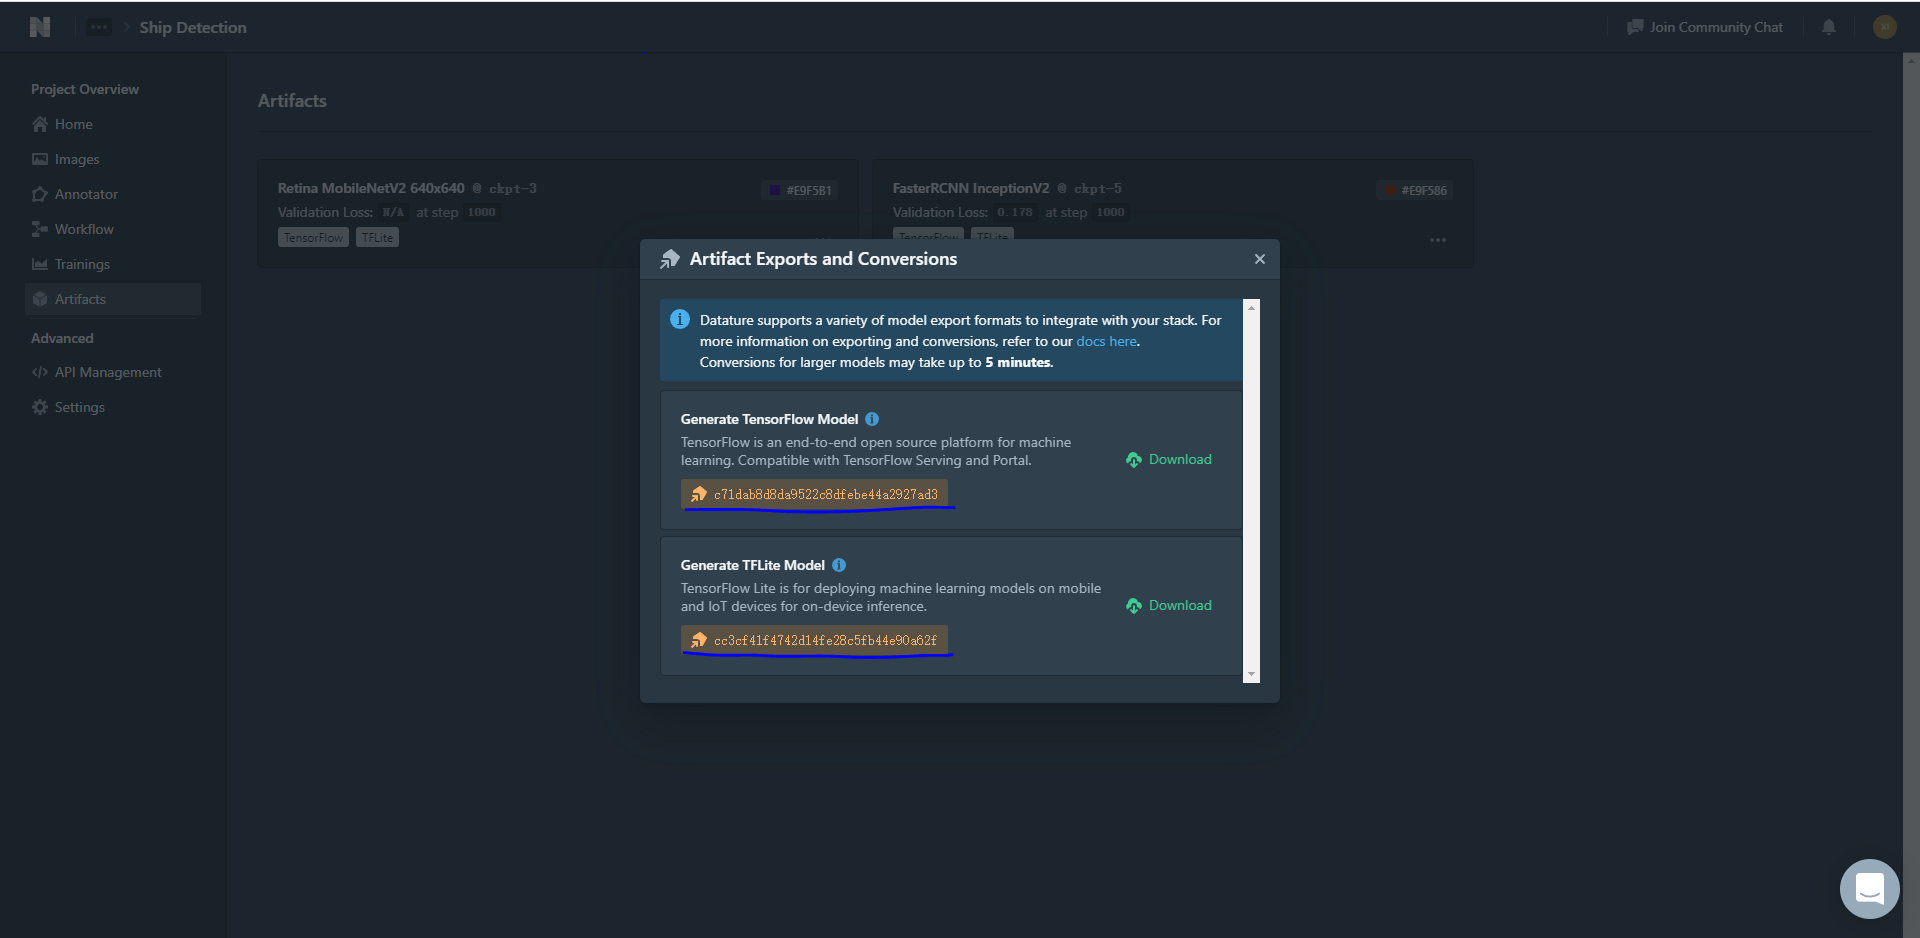 Ship Detection
Join Community Chat
XI
Project Overview
Home
Images
Annotator
Workflow
Trainings
Artifacts
Advanced
API Management
Settings
Artifacts
Retina MobileNetV2 640x640 @ ckpt-3
#E9F5B1
Validation Loss: N/A at step 1000
TensorFlow TFLite
FasterRCNN InceptionV2 @ ckpt-5
#E9F586
Validation Loss: 0.178 at step 1000
TensorFlow TFLite
Artifact Exports and Conversions
Datature supports a variety of model export formats to integrate with your stack. For
more information on exporting and conversions, refer to our docs here.
Conversions for larger models may take up to 5 minutes.
Generate TensorFlow Model
TensorFlow is an end-to-end open source platform for machine
learning. Compatible with TensorFlow Serving and Portal.
Download
c71dab8d8da9522c8dfebe44a2927ad3
Generate TFLite Model
TensorFlow Lite is for deploying machine learning models on mobile
and IoT devices for on-device inference.
Download
cc3cf41f4742d14fe28c5fb44e90a62f